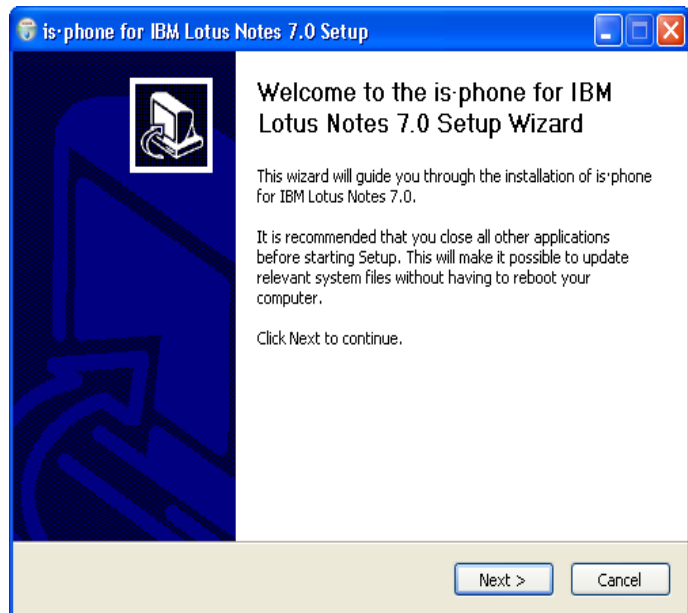 is·phone for IBM Lotus Notes 7.0 Setup
Welcome to the is·phone for IBM
Lotus Notes 7.0 Setup Wizard
This wizard will guide you through the installation of is·phone
for IBM Lotus Notes 7.0.
It is recommended that you close all other applications
before starting Setup. This will make it possible to update
relevant system files without having to reboot your
computer.
Click Next to continue.
Next >
Cancel